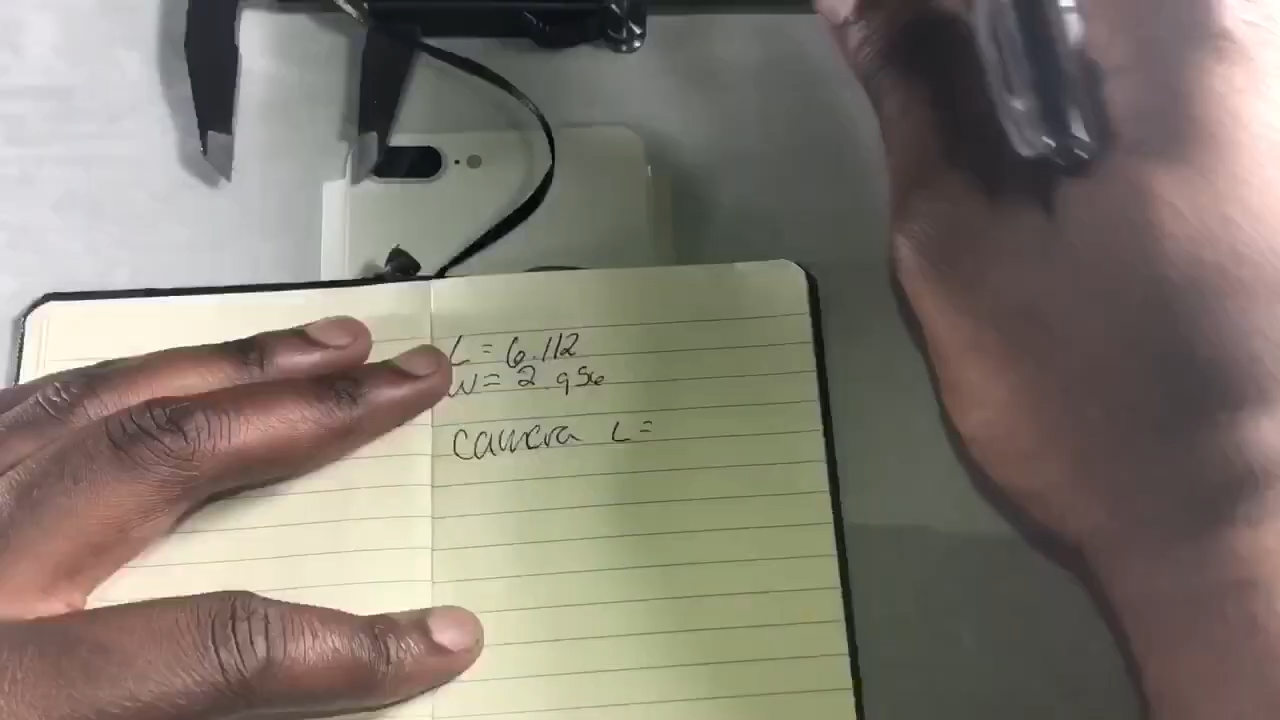 L = 6.112
W = 2.956
Camera L =